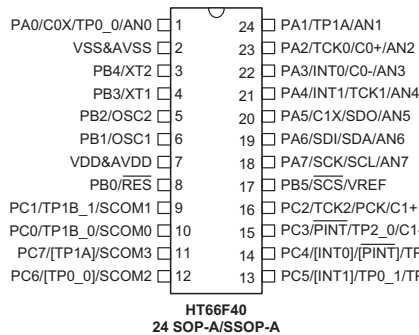 PA0/C0X/TP0_0/AN0 1 24 PA1/TP1A/AN1
VSS&AVSS 2 23 PA2/TCK0/C0+/AN2
PB4/XT2 3 22 PA3/INT0/C0-/AN3
PB3/XT1 4 21 PA4/INT1/TCK1/AN4
PB2/OSC2 5 20 PA5/C1X/SDO/AN5
PB1/OSC1 6 19 PA6/SDI/SDA/AN6
VDD&AVDD 7 18 PA7/SCK/SCL/AN7
PB0/RES 8 17 PB5/SCS/VREF
PC1/TP1B_1/SCOM1 9 16 PC2/TCK2/PCK/C1+
PC0/TP1B_0/SCOM0 10 15 PC3/PINT/TP2_0/C1-
PC7/[TP1A]/SCOM3 11 14 PC4/[INT0]/[PINT]/TP
PC6/[TP0_0]/SCOM2 12 13 PC5/[INT1]/TP0_1/TP
HT66F40
24 SOP-A/SSOP-A